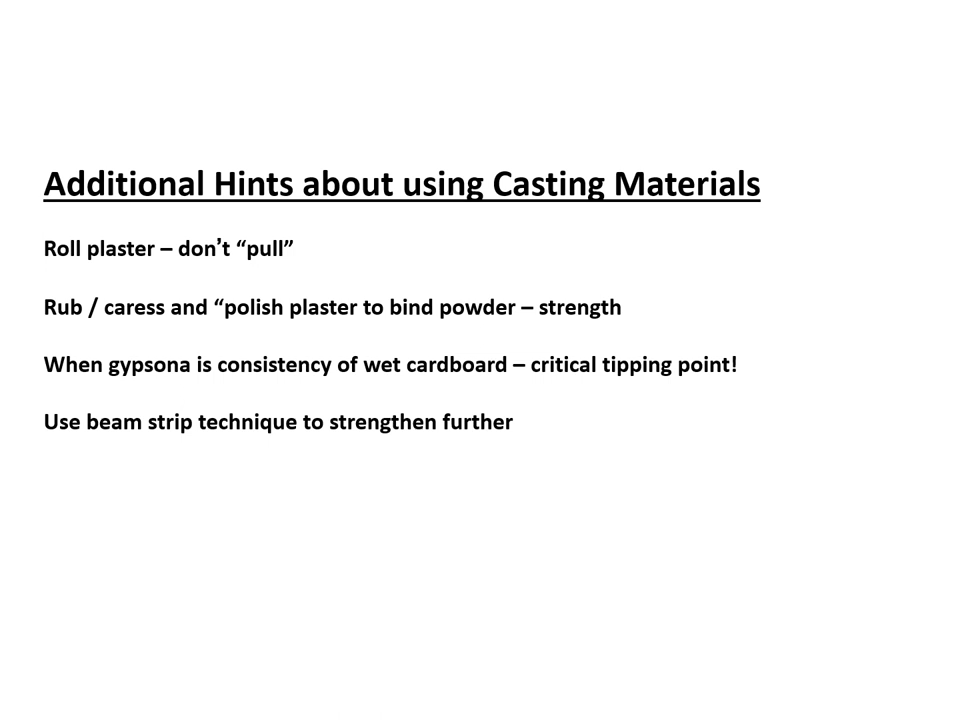 Additional Hints about using Casting Materials
Roll plaster – don’t “pull”
Rub / caress and “polish plaster to bind powder – strength
When gypsona is consistency of wet cardboard – critical tipping point!
Use beam strip technique to strengthen further